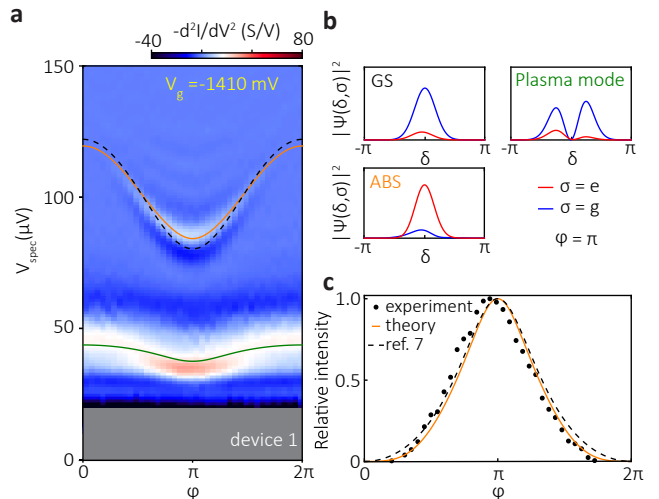 a
-d²I/dV² (S/V)
-40 40 80
150
100
50
0
V_spec(μV)
V_g =-1410 mV
device 1
0 π 2π
φ
b
|Ψ(δ,σ)|²
GS
-π π
δ
Plasma mode
-π π
δ
|Ψ(δ,σ)|²
ABS
-π π
δ
σ = e
σ = g
φ = π
c
Relative intensity
1.0
0.5
0
experiment
theory
ref. 7
0 π 2π
φ